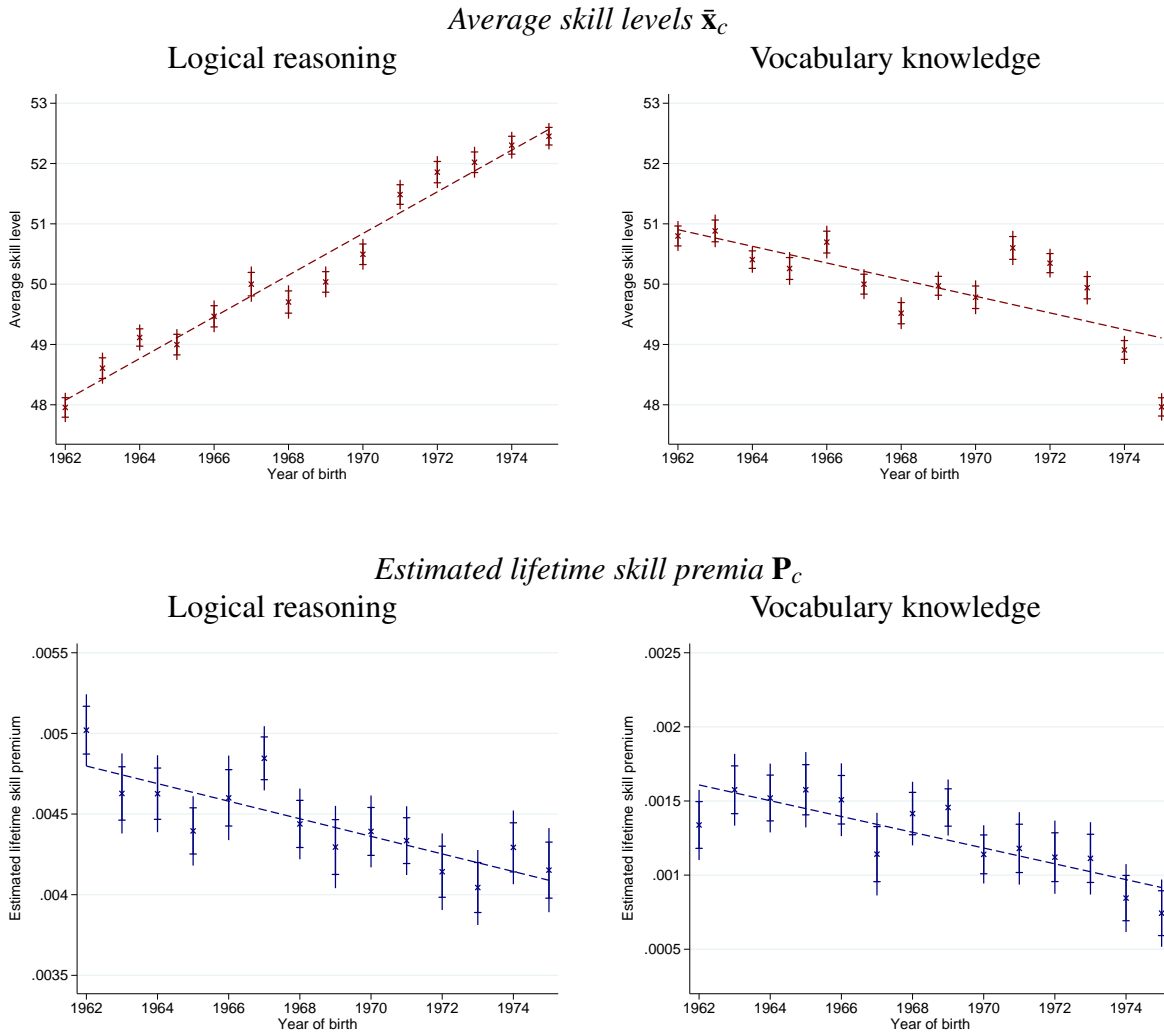 Average skill levels x̄c
Logical reasoning
Vocabulary knowledge
53
52
51
50
49
48
Average skill level
1962 1964 1966 1968 1970 1972 1974
Year of birth
53
52
51
50
49
48
Average skill level
1962 1964 1966 1968 1970 1972 1974
Year of birth
Estimated lifetime skill premia Pc
Logical reasoning
Vocabulary knowledge
.0055
.005
.0045
.004
.0035
Estimated lifetime skill premium
1962 1964 1966 1968 1970 1972 1974
Year of birth
.0025
.002
.0015
.001
.0005
Estimated lifetime skill premium
1962 1964 1966 1968 1970 1972 1974
Year of birth